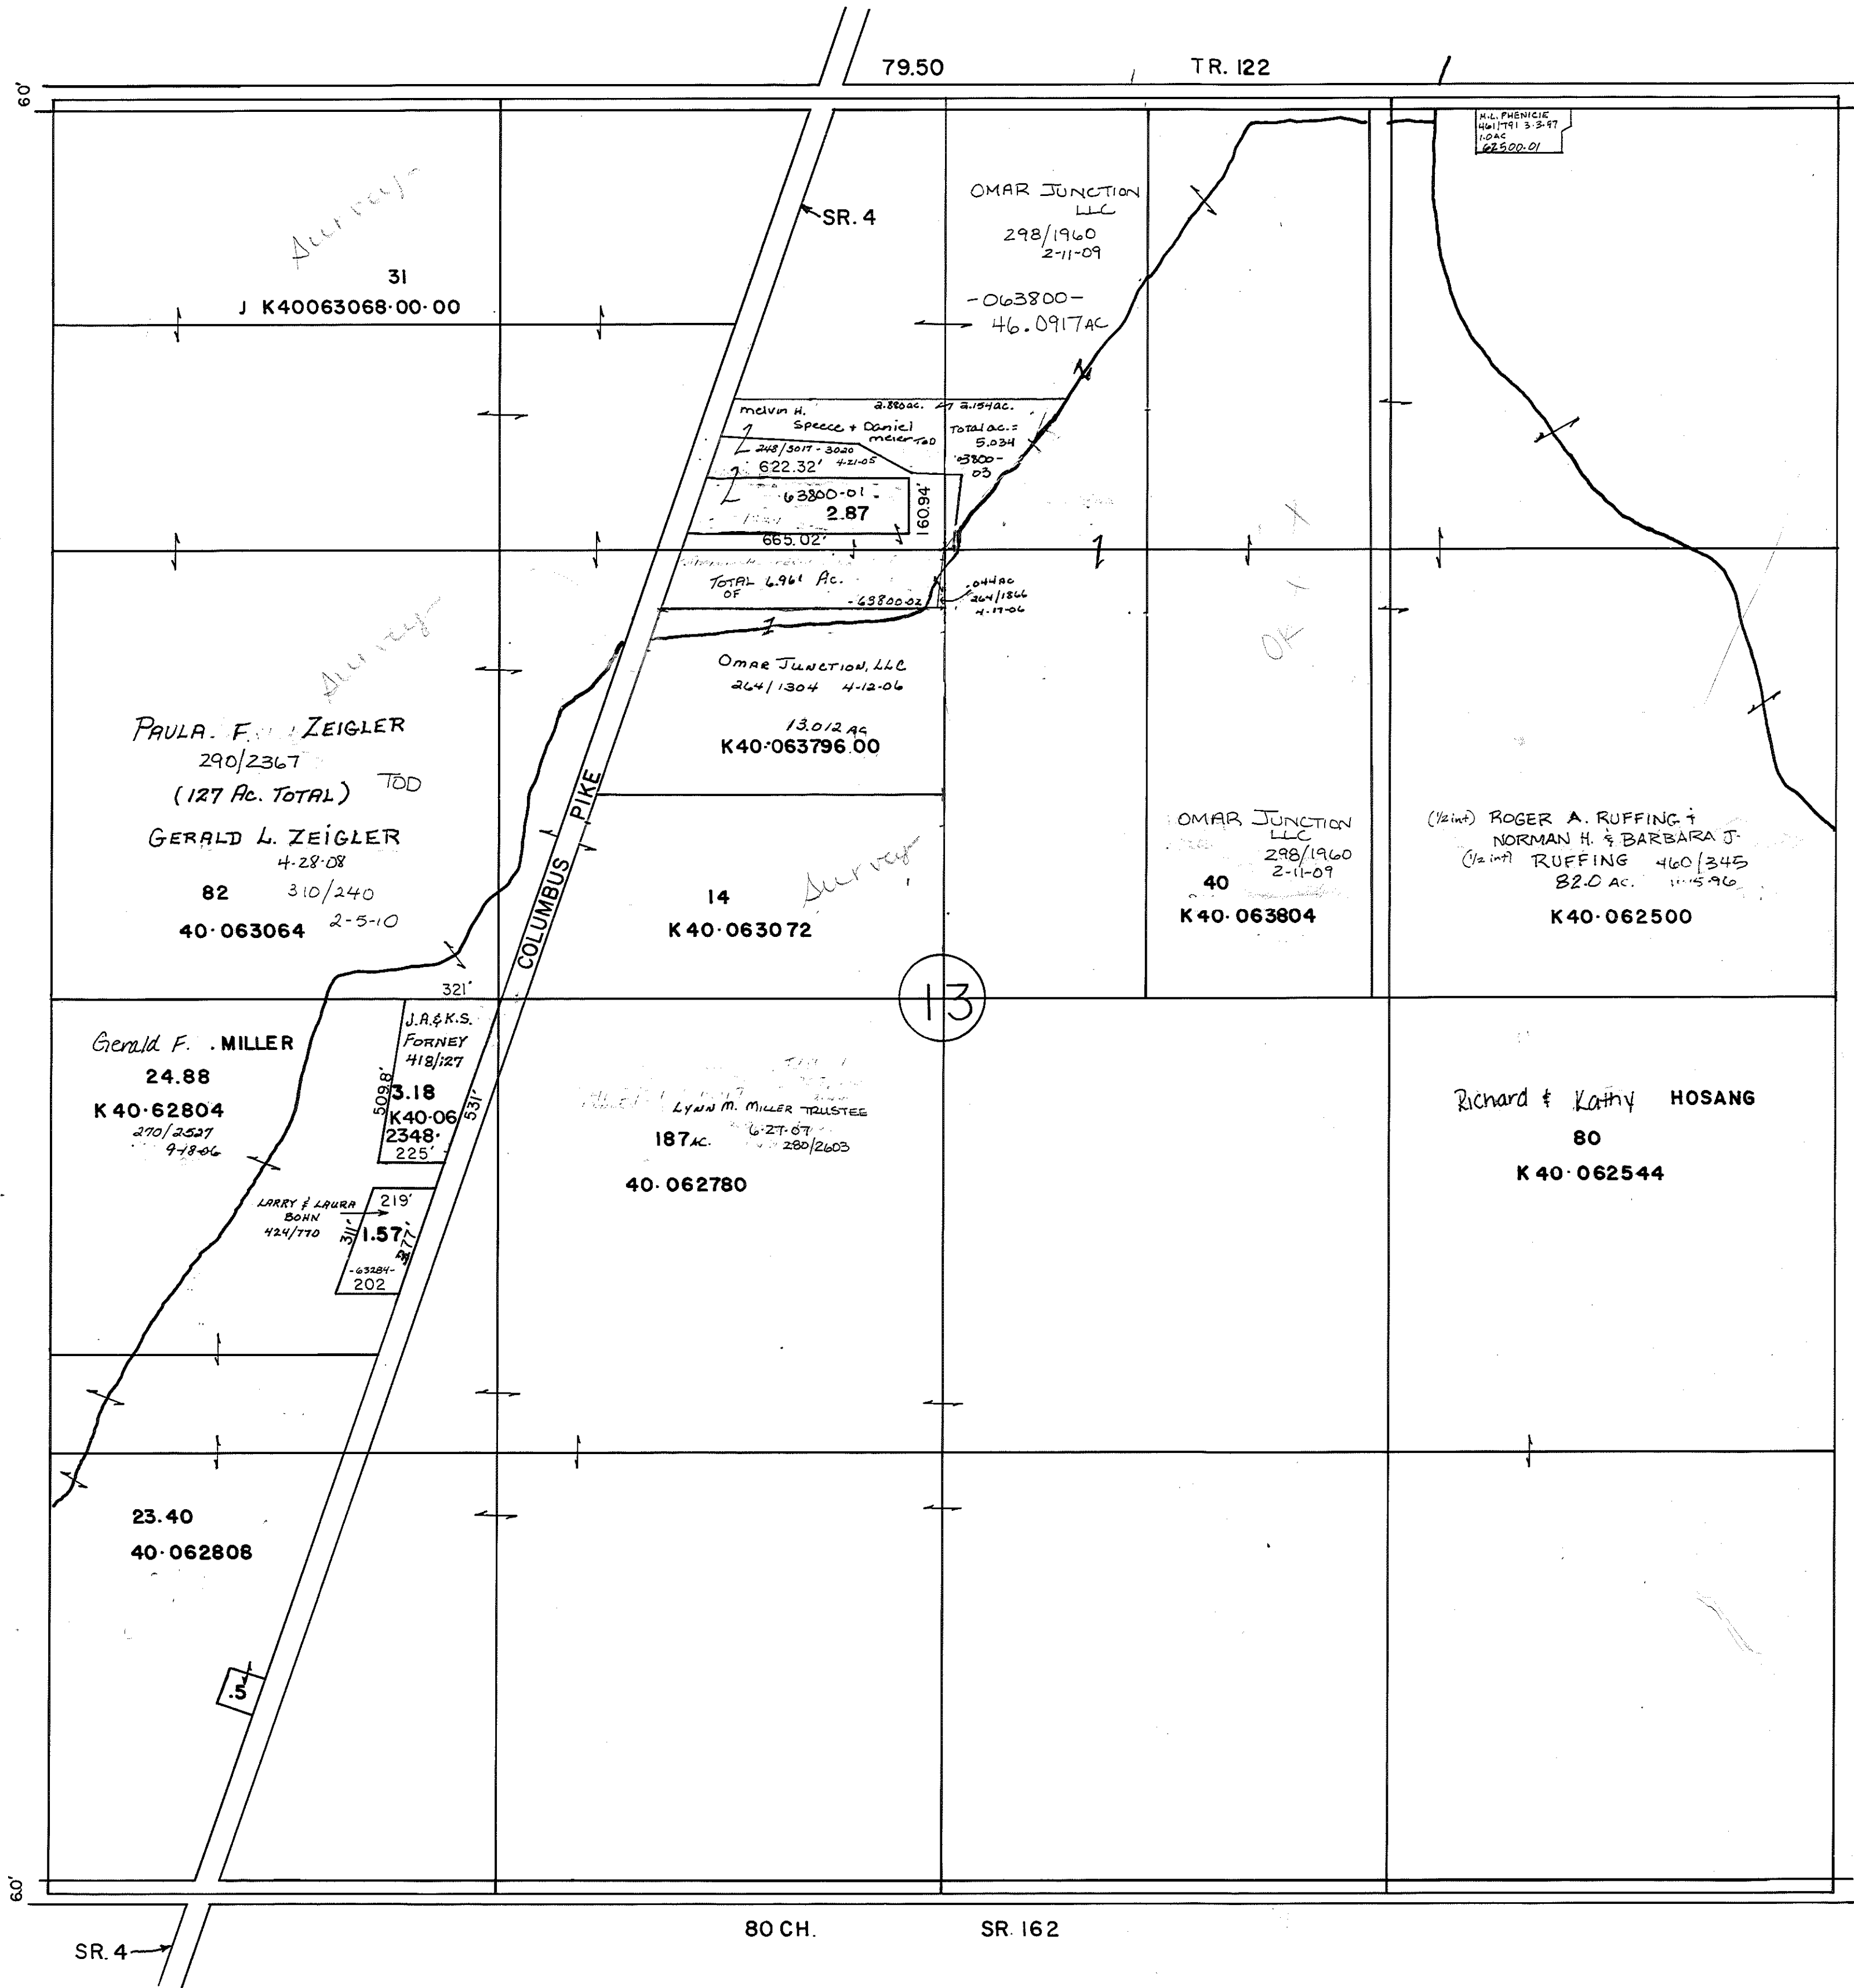 79.50
TR. 122
60'
M.L. PHENICIE
461/791 3-3-97
1.0AC
62500-01
Survey
SR. 4
OMAR JUNCTION
LLC
298/1960
2-11-09
-063800-
46.0917AC
31
J K40063068·00·00
melvin H.
2.880ac.
2.154ac.
Speece + Daniel
meier TOD
Total ac.=
5.034
248/3017-3020
03800-
03
622.32' 4-21-05
63800-01
2.87
160.94'
665.02'
TOTAL 6.961 Ac.
OF
-63800-02
.044AC
264/1866
4-17-06
OK
X
Survey
OMAR JUNCTION, LLC
264/1304 4-12-06
13.012 AC
K40·063796.00
PAULA. F. ZEIGLER
290/2367
(127 Ac. TOTAL) TOD
GERALD L. ZEIGLER
4-28-08
82 310/240
40·063064 2-5-10
COLUMBUS PIKE
Survey
14
K40·063072
OMAR JUNCTION
LLC
298/1960
2-11-09
40
K40·063804
(1/2 int) ROGER A. RUFFING &
NORMAN H. & BARBARA J.
(1/2 int) RUFFING 460/345
82.0 AC. 11-15-96
K40·062500
321'
13
Gerald F. . MILLER
24.88
K40·62804
270/2527
9-18-06
J.A.& K.S.
FORNEY
418/127
509.8'
3.18
K40·06
2348·
531'
225'
LYNN M. MILLER TRUSTEE
187AC. 6-27-07
280/2603
40·062780
Richard & Kathy HOSANG
80
K40·062544
LARRY & LAURA
BOHN
424/770
219'
311'
1.57
377'
-63284-
202
23.40
40·062808
.5
60'
80 CH.
SR. 162
SR. 4